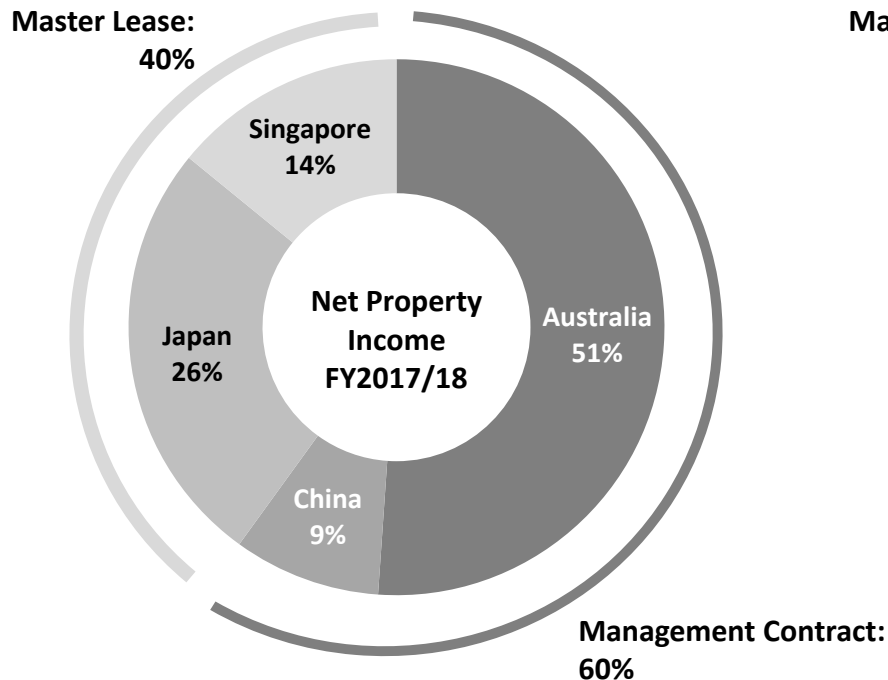 Master Lease:
40%
Ma
Singapore
14%
Net Property
Income
FY2017/18
Australia
51%
Japan
26%
China
9%
Management Contract:
60%